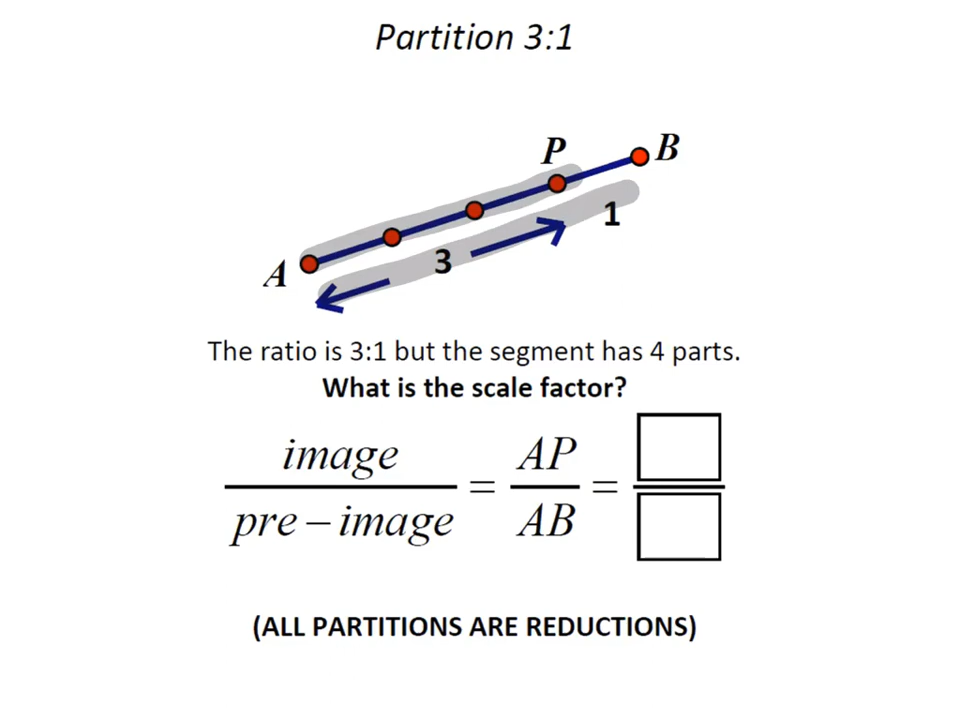 Partition 3:1
P
B
1
3
A
The ratio is 3:1 but the segment has 4 parts.
What is the scale factor?
image / pre – image = AP / AB =
(ALL PARTITIONS ARE REDUCTIONS)